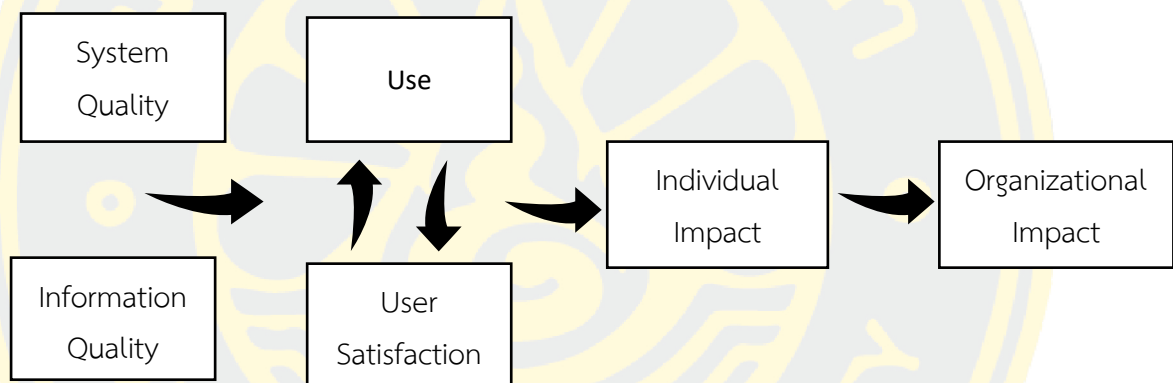 System
Quality
Use
Information
Quality
User
Satisfaction
Individual
Impact
Organizational
Impact